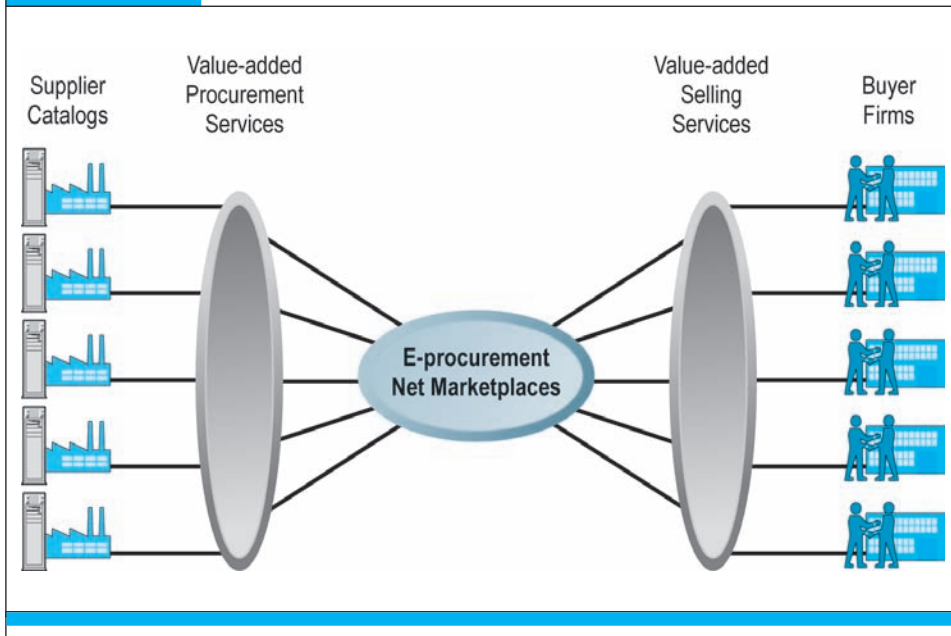 Supplier
Catalogs
Value-added
Procurement
Services
Value-added
Selling
Services
Buyer
Firms
E-procurement
Net Marketplaces